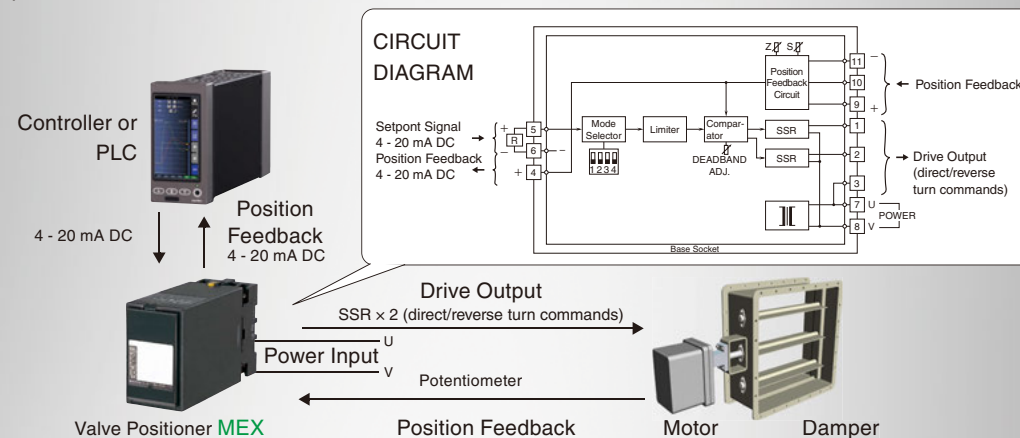 CIRCUIT
DIAGRAM
Z S
Position
Feedback
Circuit
11 −
10
9 +
← Position Feedback
Setpont Signal
4 - 20 mA DC
Position Feedback
4 - 20 mA DC
+ 5
R
− 6 −
+ 4
Mode
Selector
1 2 3 4
Limiter
Compar-
ator
DEADBAND
ADJ.
SSR
SSR
1
2
3
7 U
8 V
POWER
Drive Output
(direct/reverse
turn commands)
Base Socket
Controller or
PLC
4 - 20 mA DC
Position
Feedback
4 - 20 mA DC
Drive Output
SSR × 2 (direct/reverse turn commands)
U
Power Input
V
Potentiometer
Valve Positioner MEX
Position Feedback
Motor
Damper